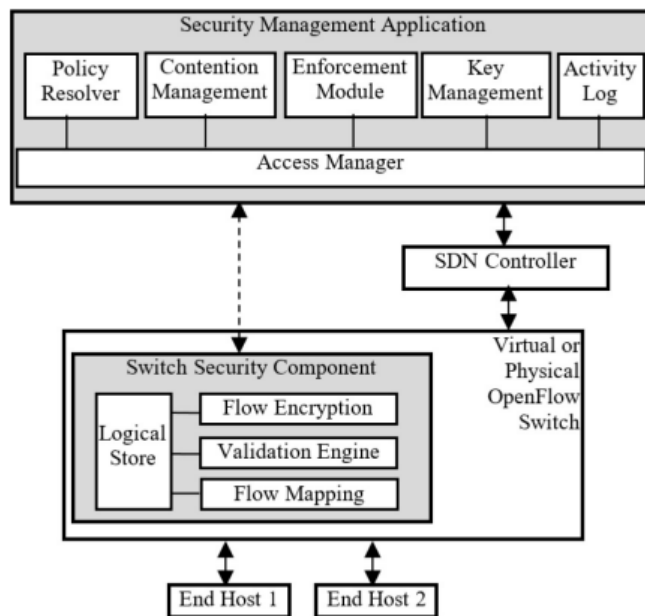 Security Management Application
Policy
Resolver
Contention
Management
Enforcement
Module
Key
Management
Activity
Log
Access Manager
SDN Controller
Virtual or
Physical
OpenFlow
Switch
Switch Security Component
Logical
Store
Flow Encryption
Validation Engine
Flow Mapping
End Host 1
End Host 2